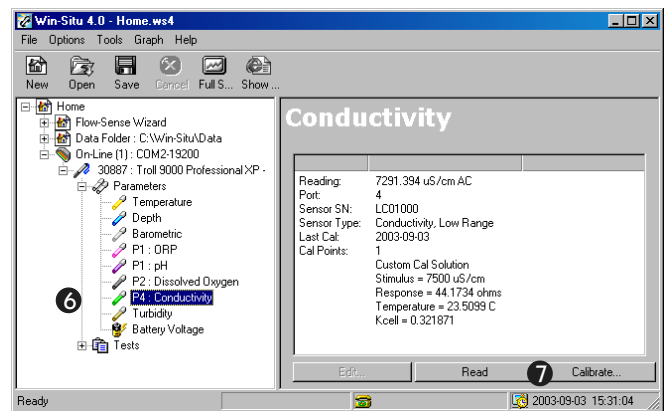 Win-Situ 4.0 - Home.ws4
File Options Tools Graph Help
New Open Save Cancel Full S... Show ...
Home
Flow-Sense Wizard
Data Folder : C:\Win-Situ\Data
On-Line (1) : COM2-19200
30887 : Troll 9000 Professional XP -
Parameters
Temperature
Depth
Barometric
P1 : ORP
P1 : pH
P2 : Dissolved Oxygen
6 P4 : Conductivity
Turbidity
Battery Voltage
Tests
Conductivity
Reading: 7291.394 uS/cm AC
Port: 4
Sensor SN: LC01000
Sensor Type: Conductivity, Low Range
Last Cal: 2003-09-03
Cal Points: 1
Custom Cal Solution
Stimulus = 7500 uS/cm
Response = 44.1734 ohms
Temperature = 23.5099 C
Kcell = 0.321871
Edit... Read 7 Calibrate...
Ready 2003-09-03 15:31:04